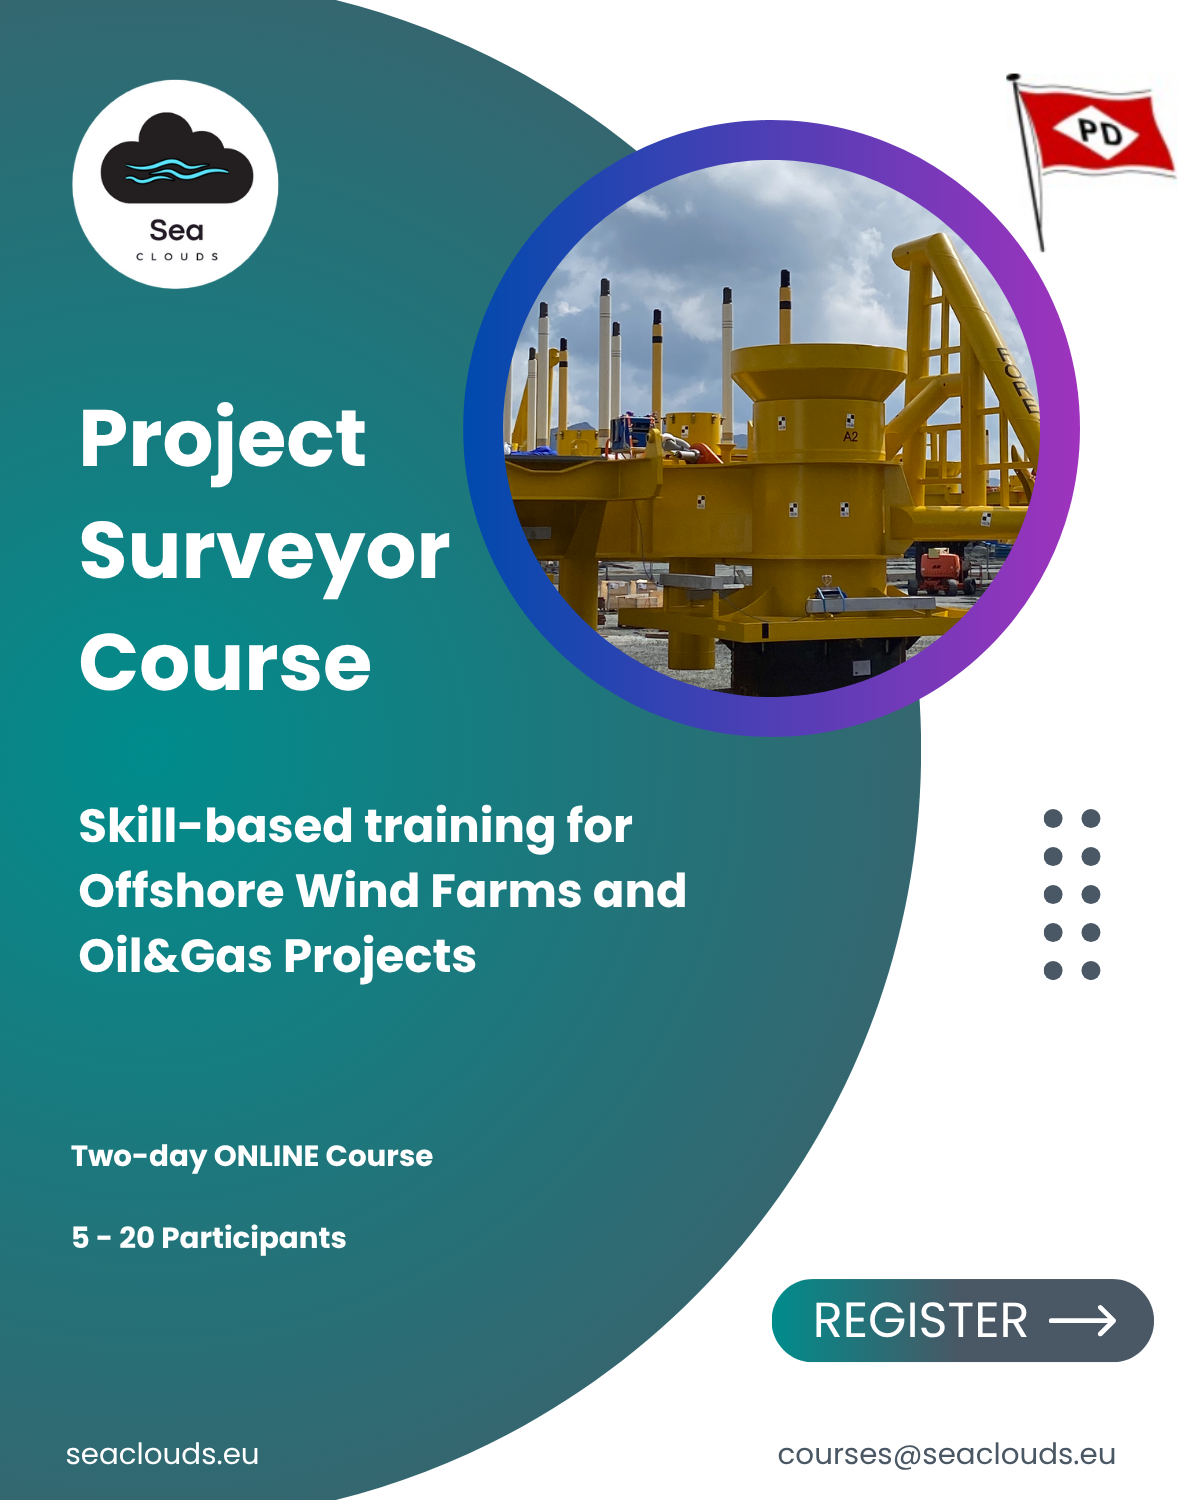 Sea
CLOUDS
PD
FORE
A2
Project
Surveyor
Course
Skill-based training for
Offshore Wind Farms and
Oil&Gas Projects
Two-day ONLINE Course
5 - 20 Participants
REGISTER
seaclouds.eu
courses@seaclouds.eu